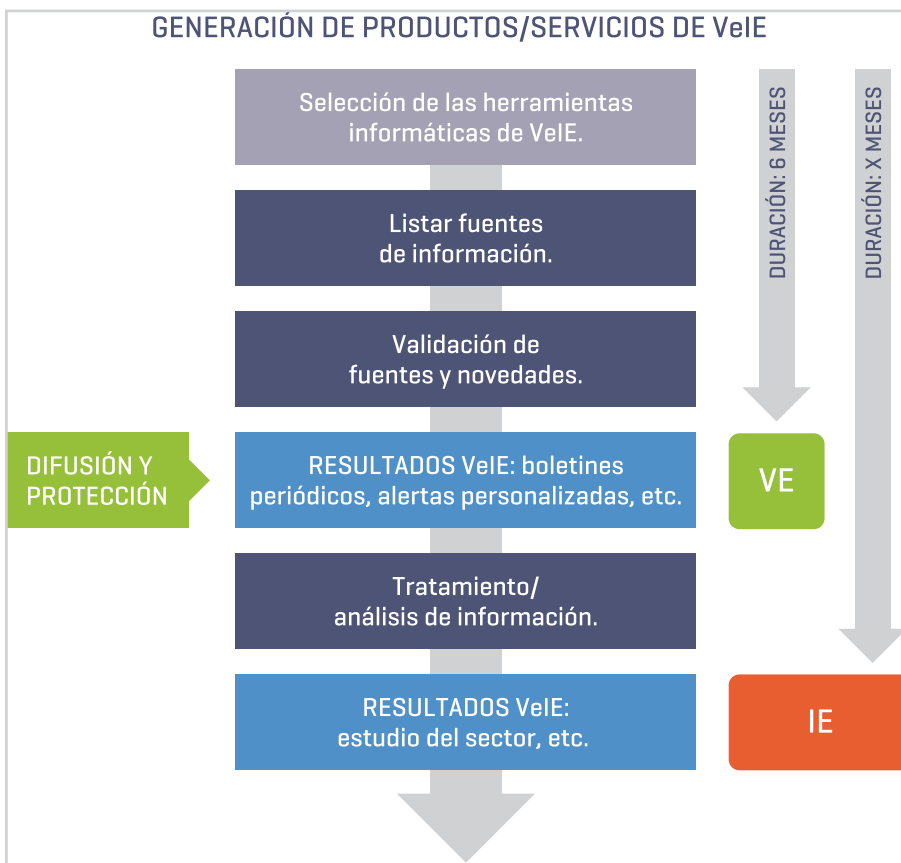 GENERACIÓN DE PRODUCTOS/SERVICIOS DE VeIE
Selección de las herramientas
informáticas de VeIE.
Listar fuentes
de información.
Validación de
fuentes y novedades.
DIFUSIÓN Y
PROTECCIÓN
RESULTADOS VeIE: boletines
periódicos, alertas personalizadas, etc.
Tratamiento/
análisis de información.
RESULTADOS VeIE:
estudio del sector, etc.
DURACIÓN: 6 MESES
VE
DURACIÓN: X MESES
IE